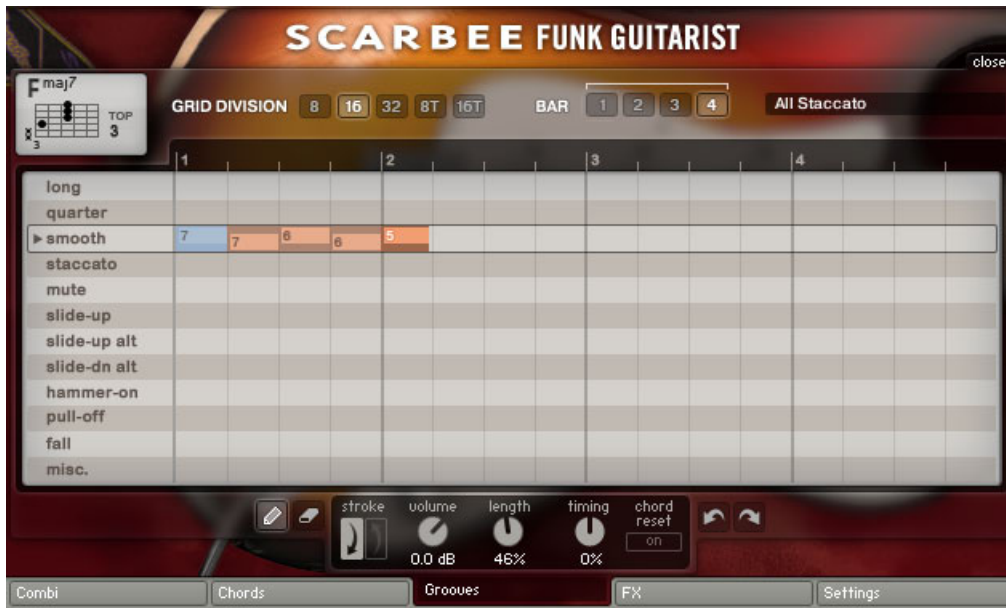 SCARBEE FUNK GUITARIST
close
F maj7
TOP
3
x
3
GRID DIVISION 8 16 32 8T 16T BAR 1 2 3 4 All Staccato
1 2 3 4
long
quarter
smooth 7 7 6 6 5
staccato
mute
slide-up
slide-up alt
slide-dn alt
hammer-on
pull-off
fall
misc.
stroke volume length timing chord reset
on
0.0 dB 46% 0%
Combi Chords Grooves FX Settings